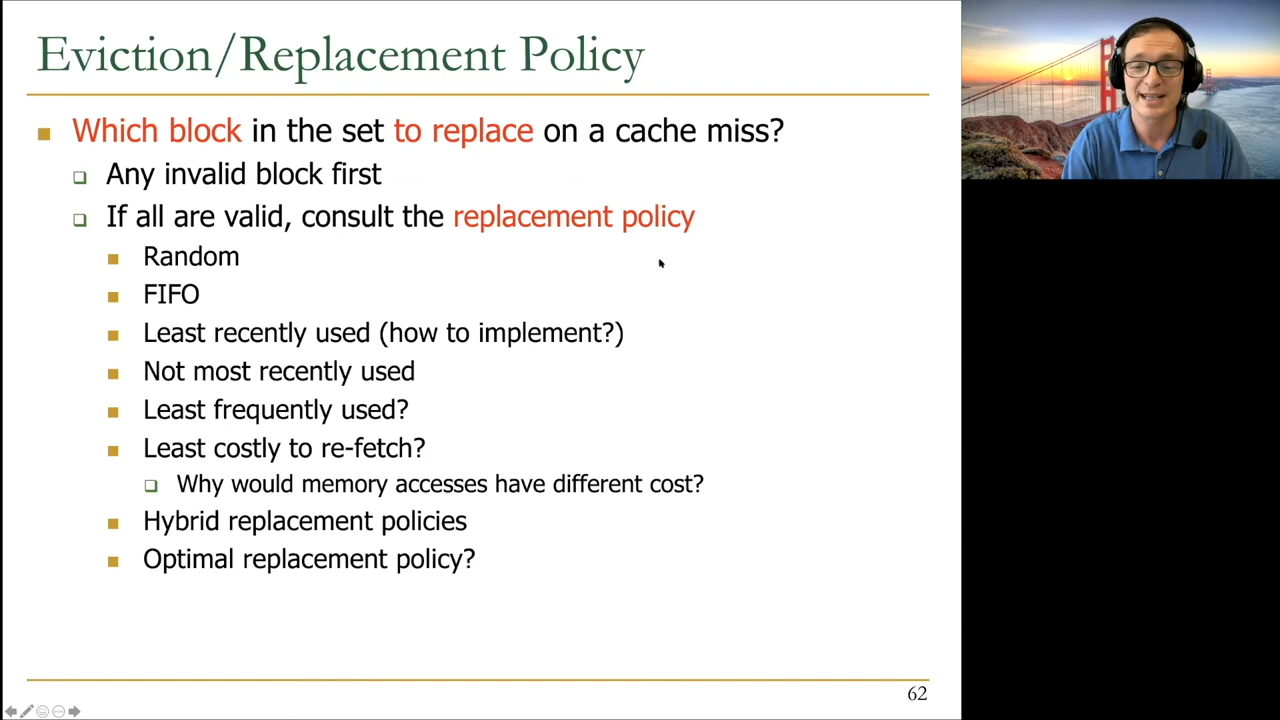 Eviction/Replacement Policy
Which block in the set to replace on a cache miss?
Any invalid block first
If all are valid, consult the replacement policy
Random
FIFO
Least recently used (how to implement?)
Not most recently used
Least frequently used?
Least costly to re-fetch?
Why would memory accesses have different cost?
Hybrid replacement policies
Optimal replacement policy?
62